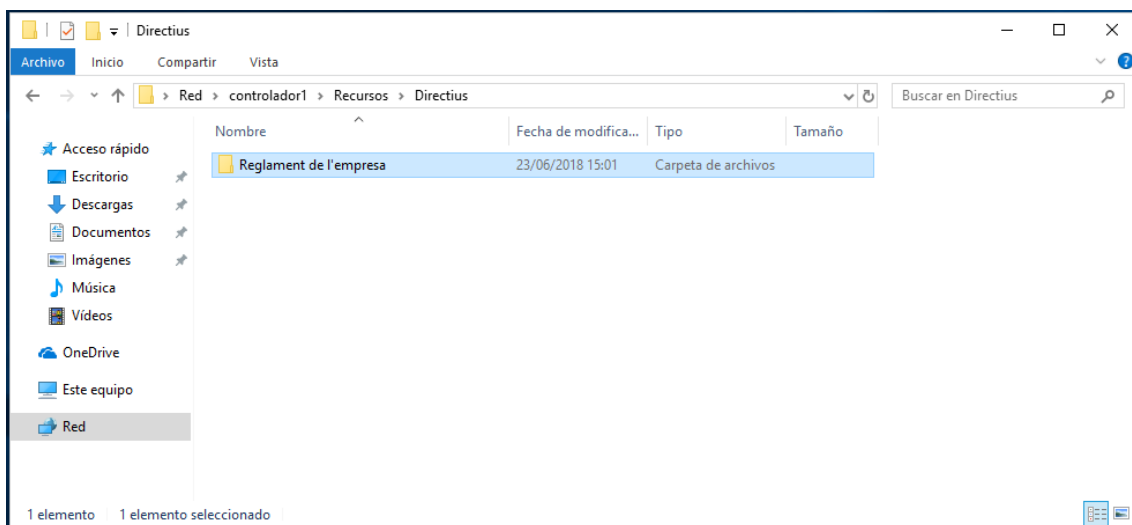 Directius
Archivo Inicio Compartir Vista
Red > controlador1 > Recursos > Directius
Buscar en Directius
Nombre Fecha de modifica... Tipo Tamaño
Acceso rápido
Reglament de l'empresa 23/06/2018 15:01 Carpeta de archivos
Escritorio
Descargas
Documentos
Imágenes
Música
Vídeos
OneDrive
Este equipo
Red
1 elemento 1 elemento seleccionado